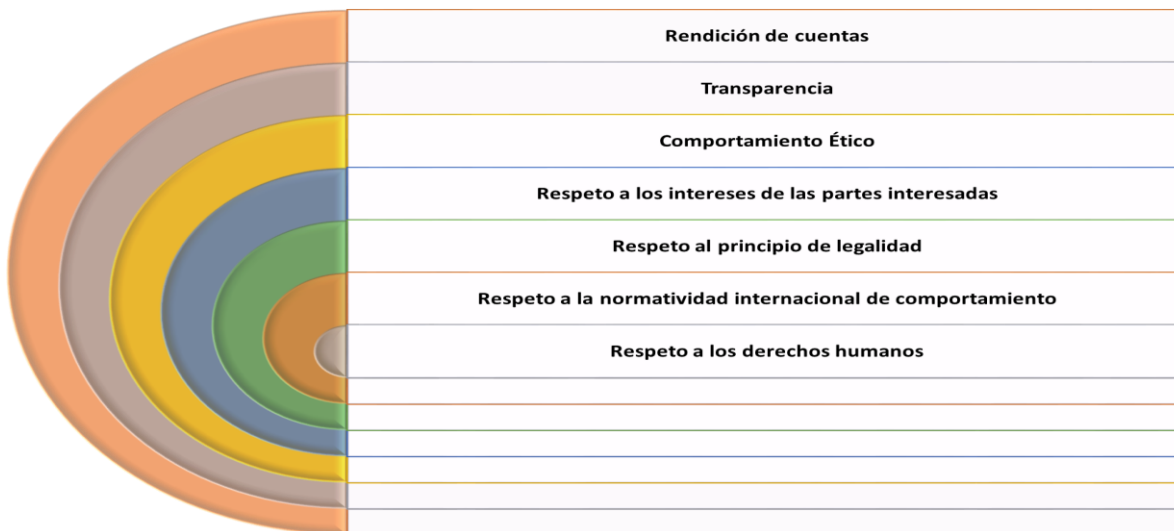 Rendición de cuentas
Transparencia
Comportamiento Ético
Respeto a los intereses de las partes interesadas
Respeto al principio de legalidad
Respeto a la normatividad internacional de comportamiento
Respeto a los derechos humanos